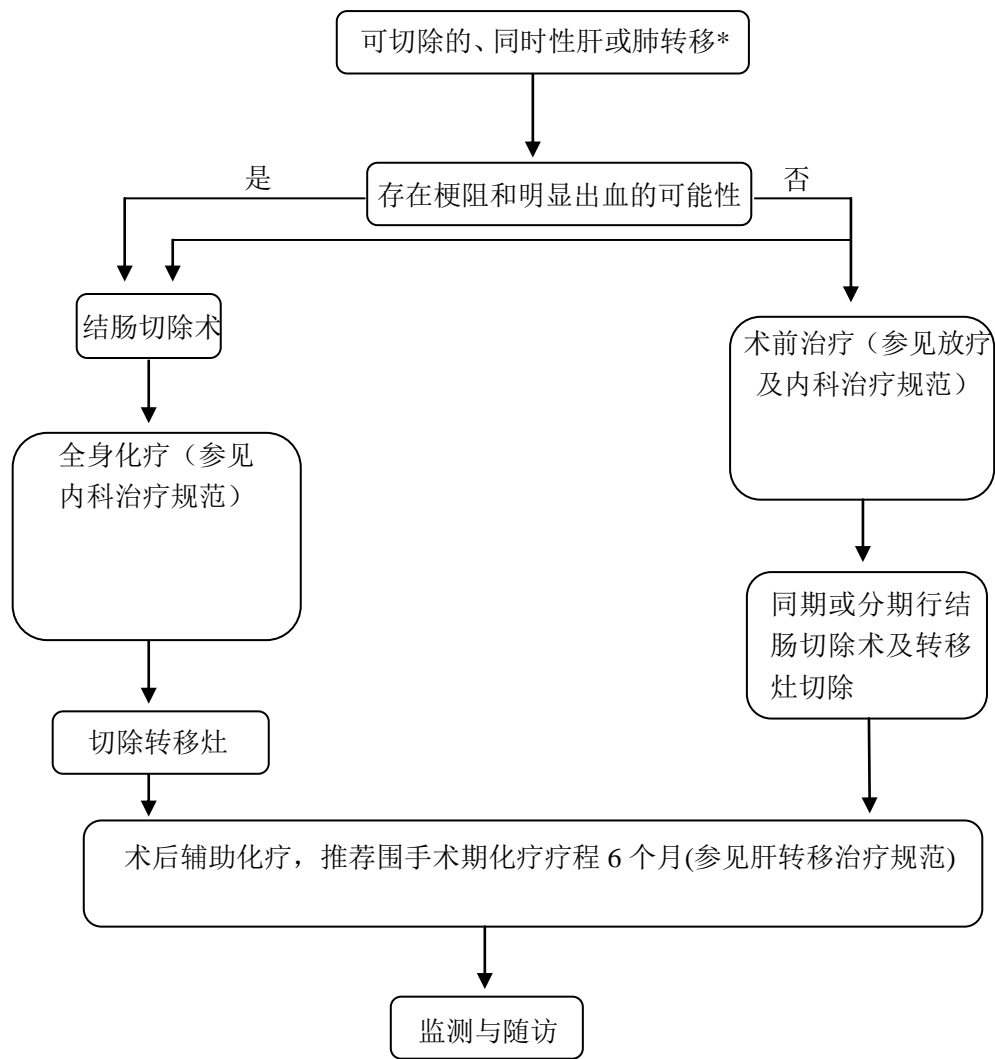 可切除的、同时性肝或肺转移*
是
存在梗阻和明显出血的可能性
否
结肠切除术
术前治疗（参见放疗
及内科治疗规范）
全身化疗（参见
内科治疗规范）
同期或分期行结
肠切除术及转移
灶切除
切除转移灶
术后辅助化疗，推荐围手术期化疗疗程 6 个月(参见肝转移治疗规范)
监测与随访